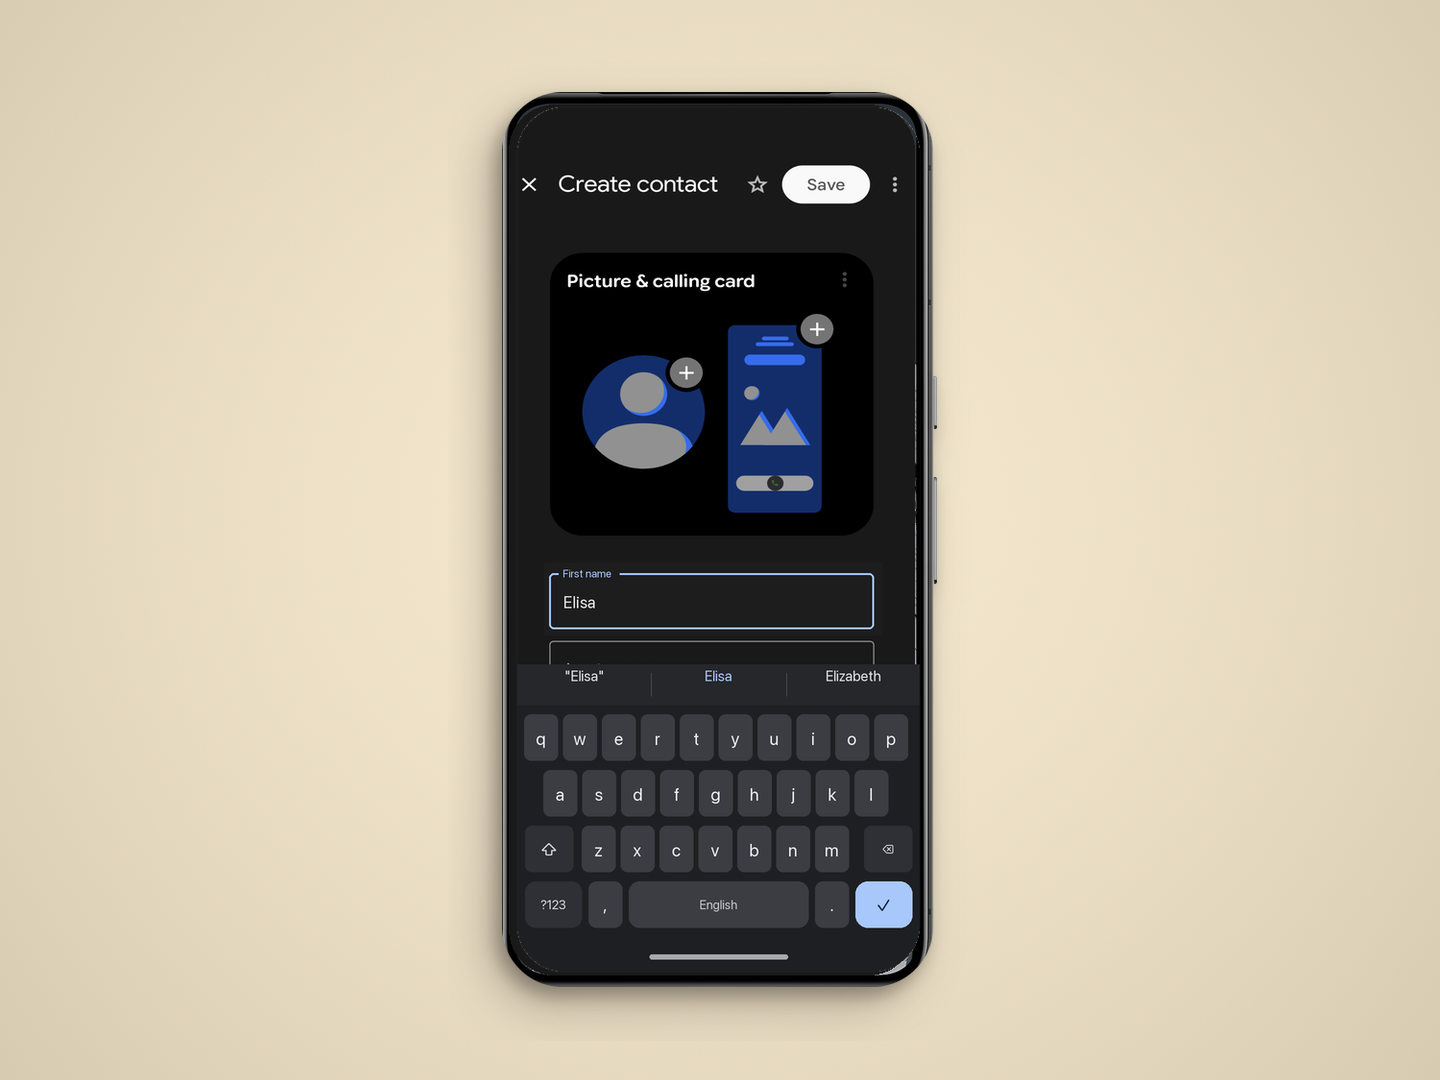 Create contact
Save
Picture & calling card
First name
Elisa
"Elisa" Elisa Elizabeth
q w e r t y u i o p
a s d f g h j k l
z x c v b n m
?123 , English .